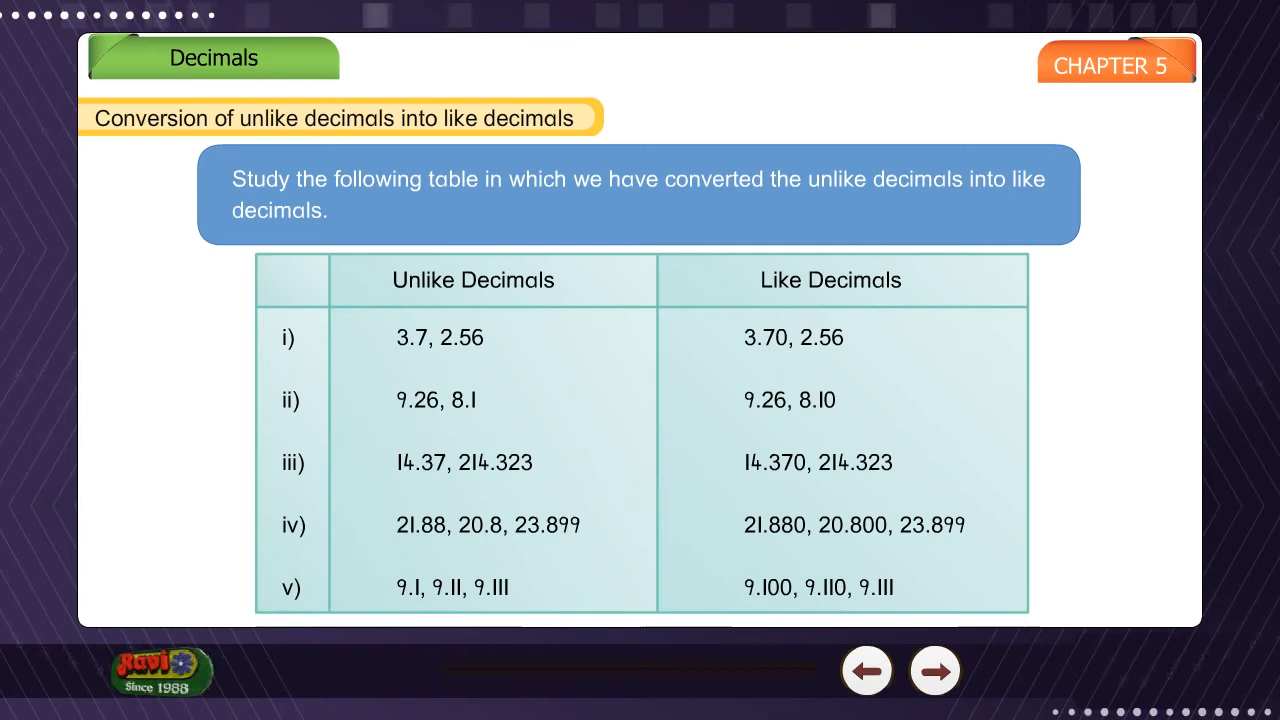 Decimals
CHAPTER 5
Conversion of unlike decimals into like decimals
Study the following table in which we have converted the unlike decimals into like
decimals.
Unlike Decimals Like Decimals
i) 3.7, 2.56 3.70, 2.56
ii) 9.26, 8.1 9.26, 8.10
iii) 14.37, 214.323 14.370, 214.323
iv) 21.88, 20.8, 23.899 21.880, 20.800, 23.899
v) 9.1, 9.11, 9.111 9.100, 9.110, 9.111
Ravi
Since 1988